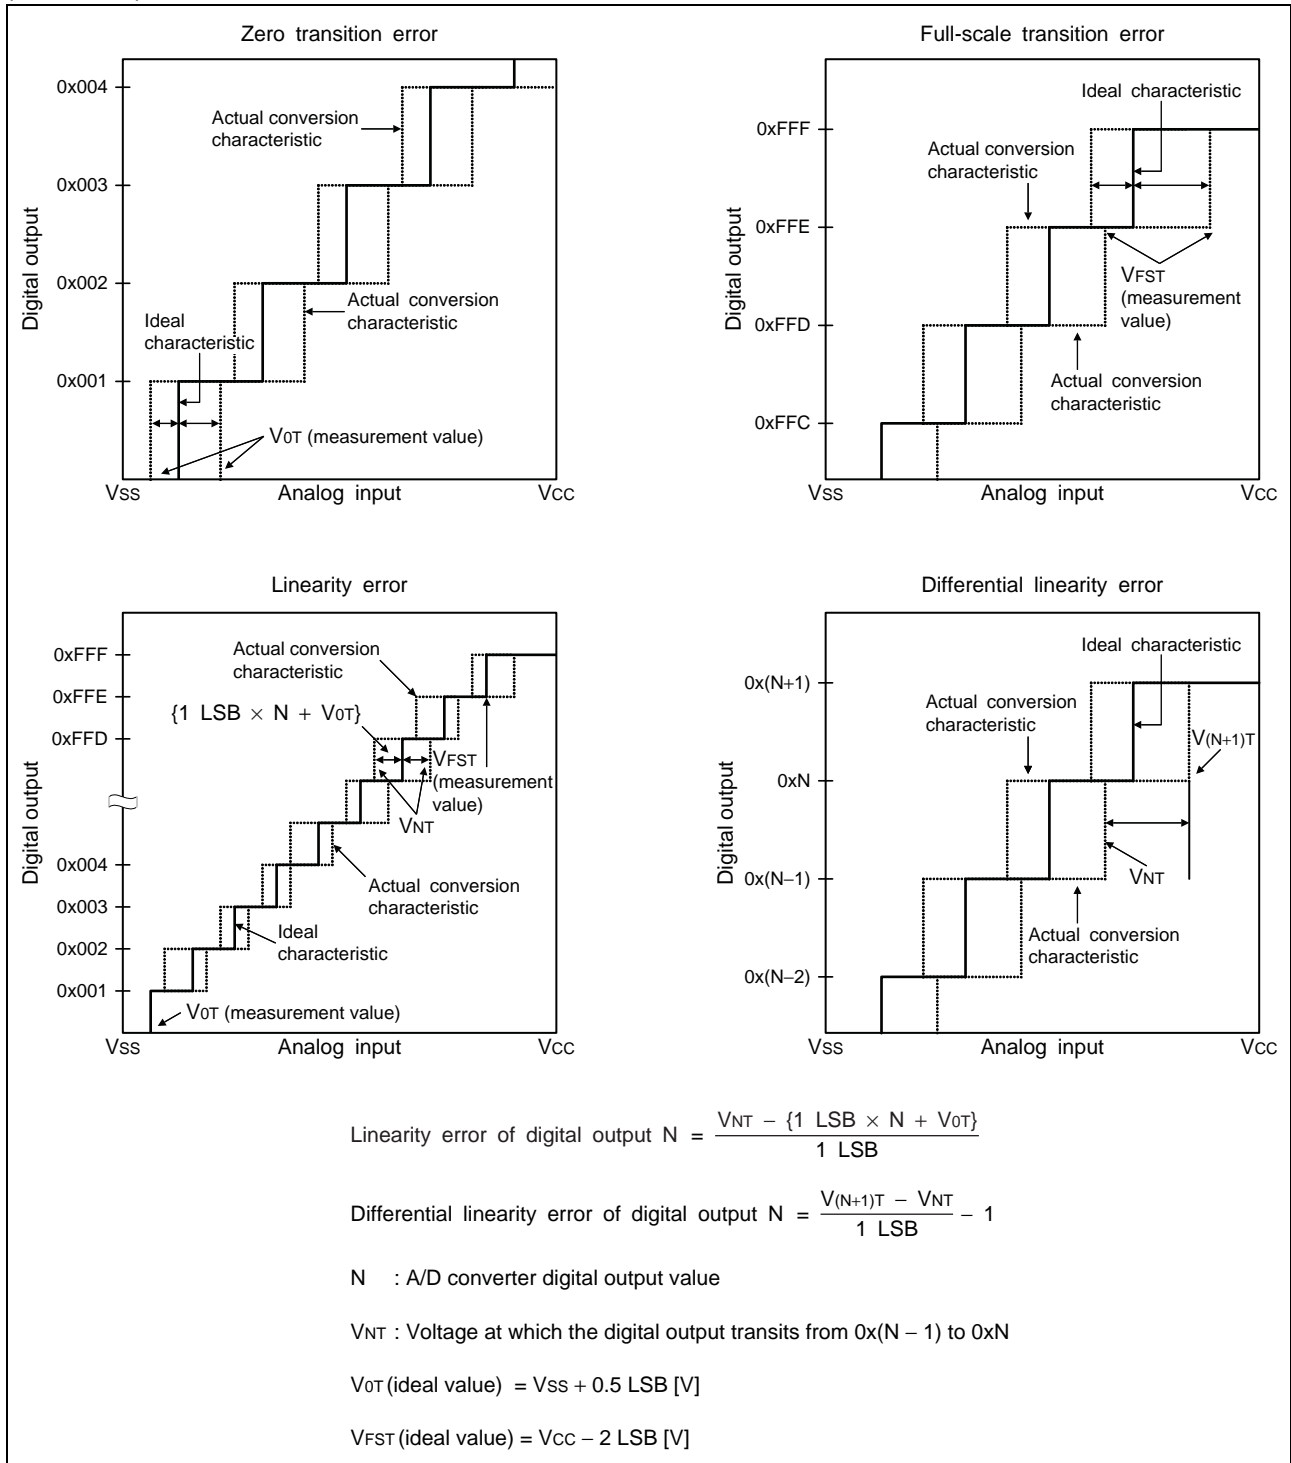 Zero transition error
0x004
0x003
0x002
0x001
Digital output
Actual conversion
characteristic
Actual conversion
characteristic
Ideal
characteristic
V0T (measurement value)
VSS
Analog input
VCC
Full-scale transition error
0xFFF
0xFFE
0xFFD
0xFFC
Digital output
Ideal characteristic
Actual conversion
characteristic
VFST
(measurement
value)
Actual conversion
characteristic
VSS
Analog input
VCC
Linearity error
0xFFF
0xFFE
0xFFD
0x004
0x003
0x002
0x001
Digital output
Actual conversion
characteristic
{1 LSB × N + V0T}
VFST
(measurement
value)
VNT
Actual conversion
characteristic
Ideal
characteristic
V0T (measurement value)
VSS
Analog input
VCC
Differential linearity error
0x(N+1)
0xN
0x(N−1)
0x(N−2)
Digital output
Ideal characteristic
Actual conversion
characteristic
V(N+1)T
VNT
Actual conversion
characteristic
VSS
Analog input
VCC
Linearity error of digital output N = VNT − {1 LSB × N + V0T}
1 LSB
Differential linearity error of digital output N = V(N+1)T − VNT − 1
1 LSB
N : A/D converter digital output value
VNT : Voltage at which the digital output transits from 0x(N − 1) to 0xN
V0T (ideal value) = VSS + 0.5 LSB [V]
VFST (ideal value) = VCC − 2 LSB [V]